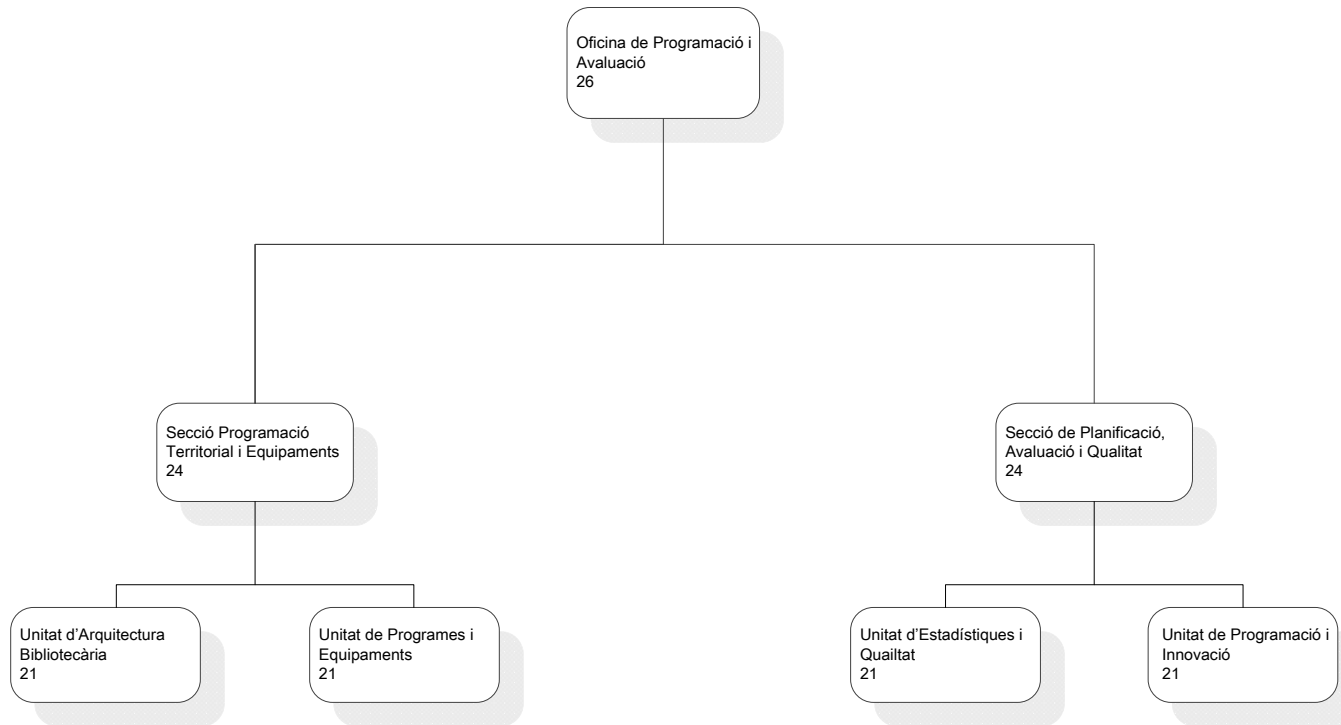 Oficina de Programació i
Avaluació
26
Secció Programació
Territorial i Equipaments
24
Secció de Planificació,
Avaluació i Qualitat
24
Unitat d’Arquitectura
Bibliotecària
21
Unitat de Programes i
Equipaments
21
Unitat d’Estadístiques i
Quailtat
21
Unitat de Programació i
Innovació
21